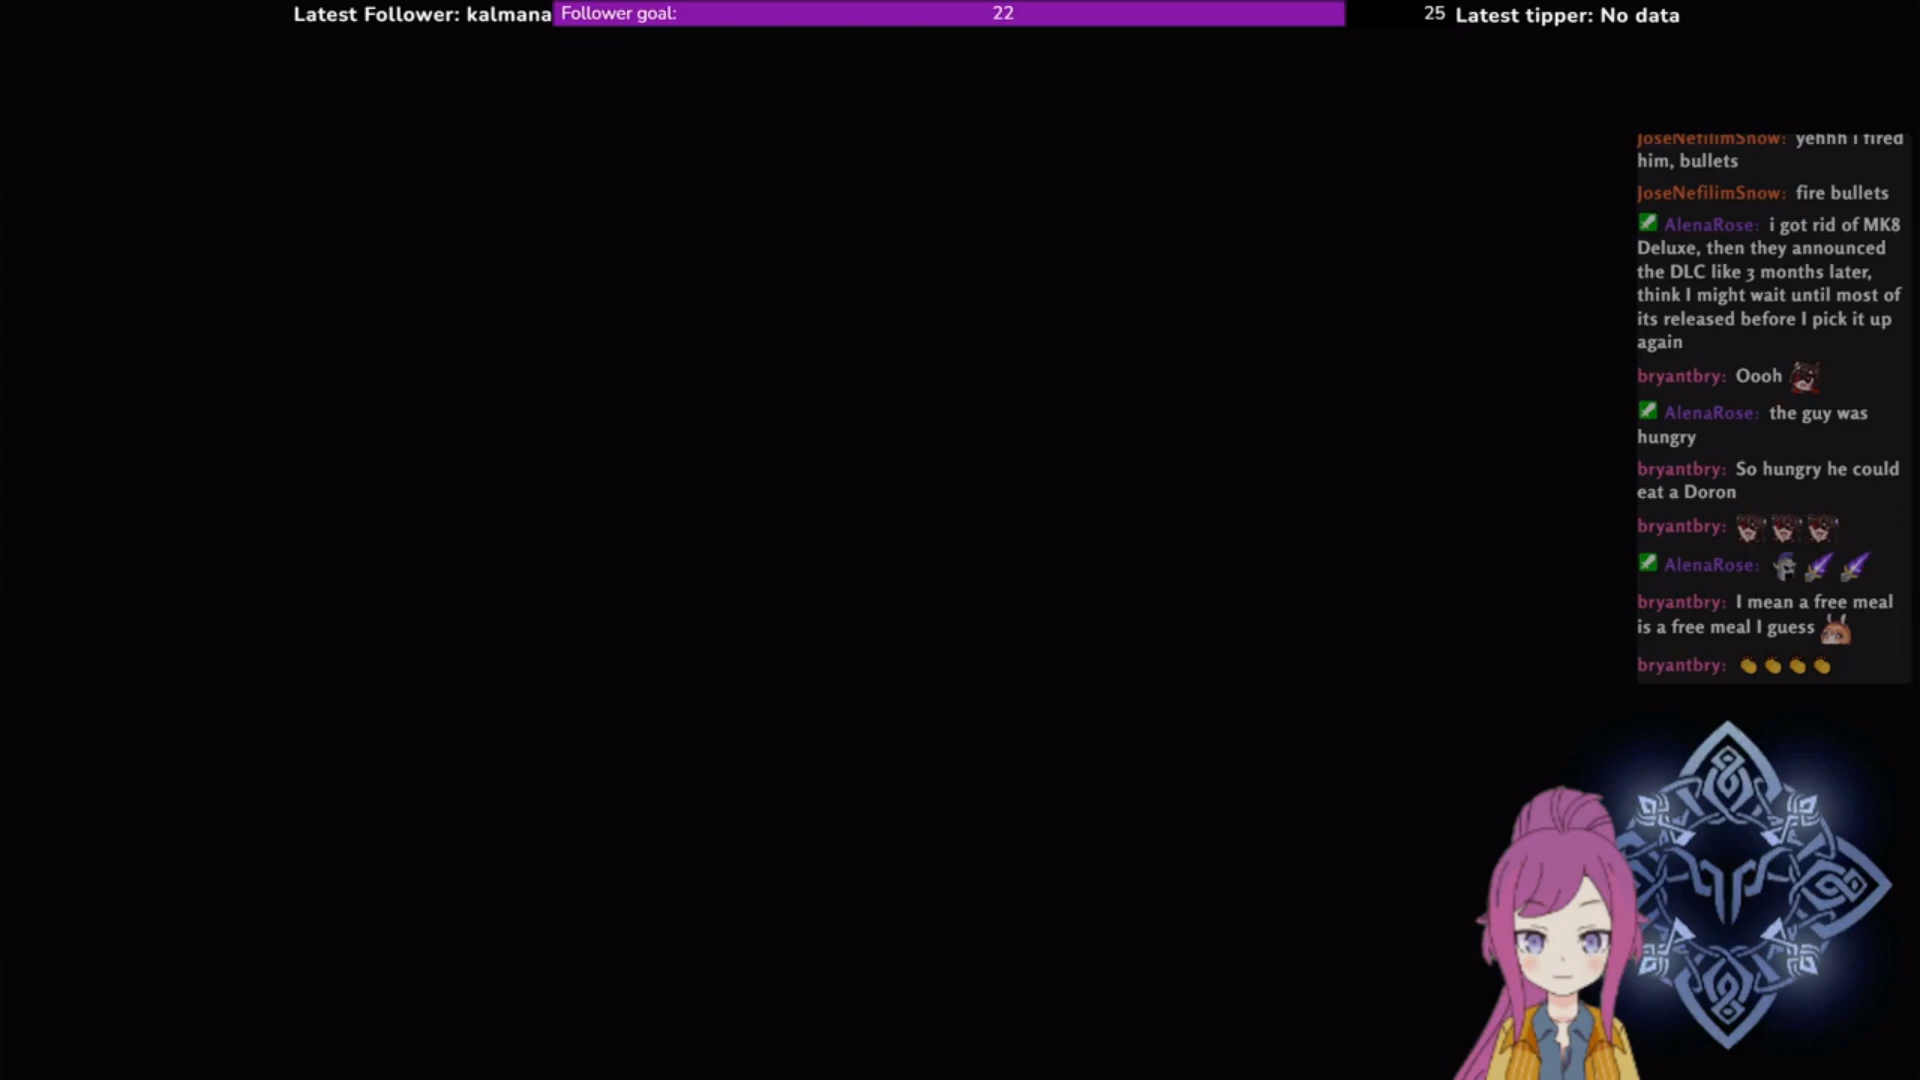 Latest Follower: kalmana
Follower goal:
22
25
Latest tipper: No data
JoseNefilimSnow: yehhh i fired
him, bullets
JoseNefilimSnow: fire bullets
AlenaRose: i got rid of MK8
Deluxe, then they announced
the DLC like 3 months later,
think I might wait until most of
its released before I pick it up
again
bryantbry: Oooh
AlenaRose: the guy was
hungry
bryantbry: So hungry he could
eat a Doron
bryantbry:
AlenaRose:
bryantbry: I mean a free meal
is a free meal I guess
bryantbry: